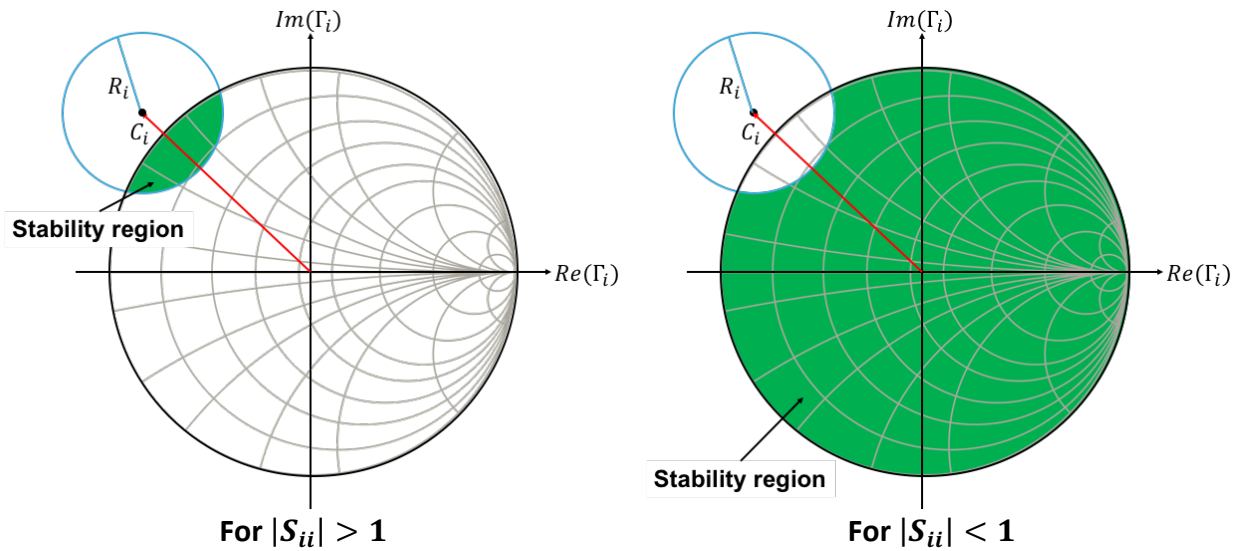 Im(Γᵢ)
Rᵢ
Cᵢ
Stability region
Re(Γᵢ)
For |Sᵢᵢ| > 1
Im(Γᵢ)
Rᵢ
Cᵢ
Re(Γᵢ)
Stability region
For |Sᵢᵢ| < 1